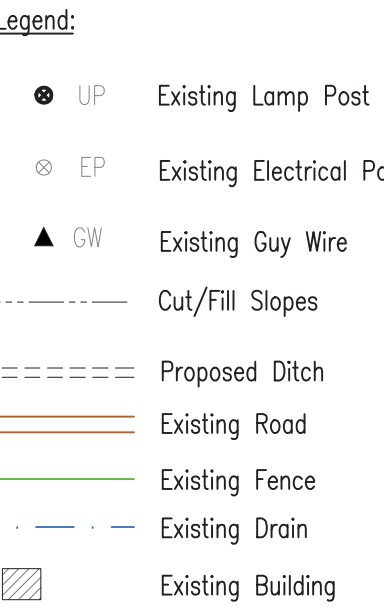 Legend:
UP Existing Lamp Post
EP Existing Electrical
GW Existing Guy Wire
Cut/Fill Slopes
Proposed Ditch
Existing Road
Existing Fence
Existing Drain
Existing Building